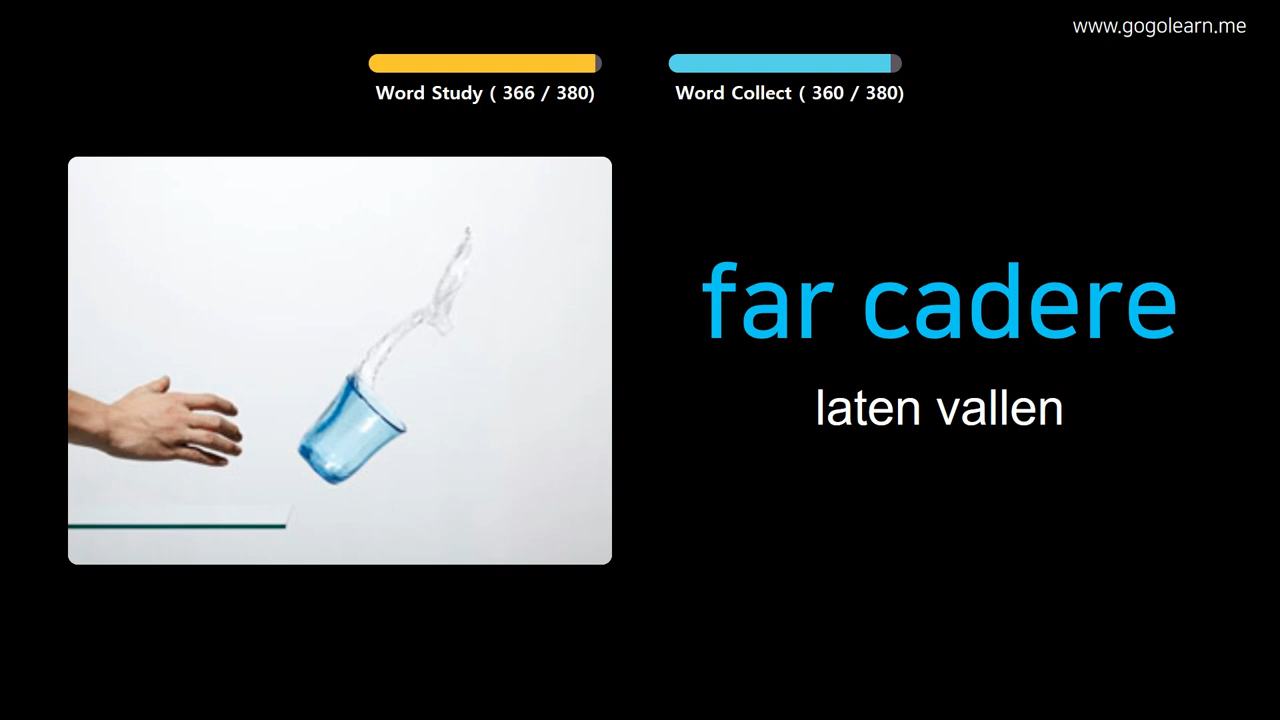 www.gogolearn.me
Word Study ( 366 / 380)
Word Collect ( 360 / 380)
far cadere
laten vallen